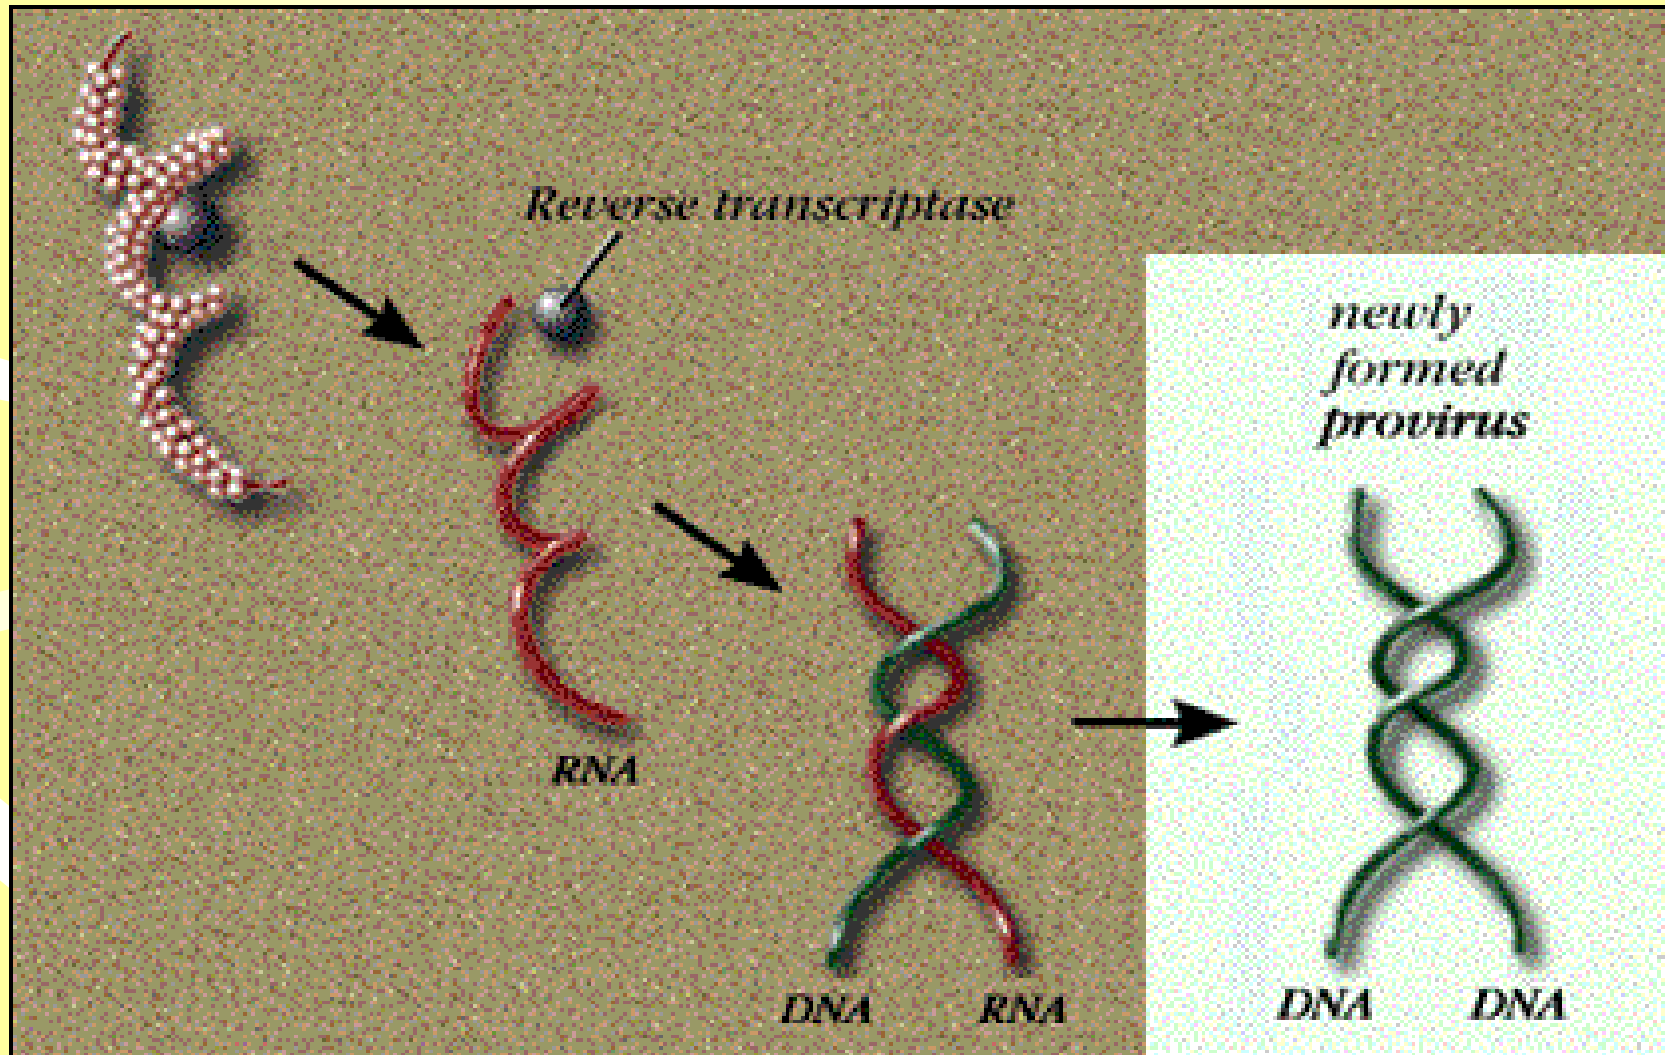 Reverse transcriptase
newly
formed
provirus
RNA
DNA RNA
DNA DNA